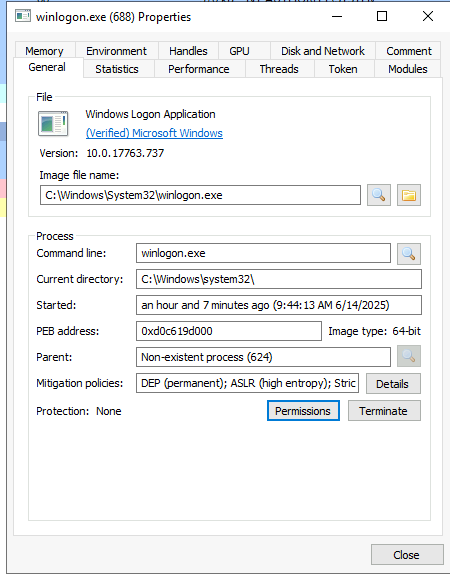 winlogon.exe (688) Properties
Memory Environment Handles GPU Disk and Network Comment
General Statistics Performance Threads Token Modules
File
Windows Logon Application
(Verified) Microsoft Windows
Version: 10.0.17763.737
Image file name:
C:\Windows\System32\winlogon.exe
Process
Command line: winlogon.exe
Current directory: C:\Windows\system32\
Started: an hour and 7 minutes ago (9:44:13 AM 6/14/2025)
PEB address: 0xd0c619d000 Image type: 64-bit
Parent: Non-existent process (624)
Mitigation policies: DEP (permanent); ASLR (high entropy); Stric Details
Protection: None Permissions Terminate
Close